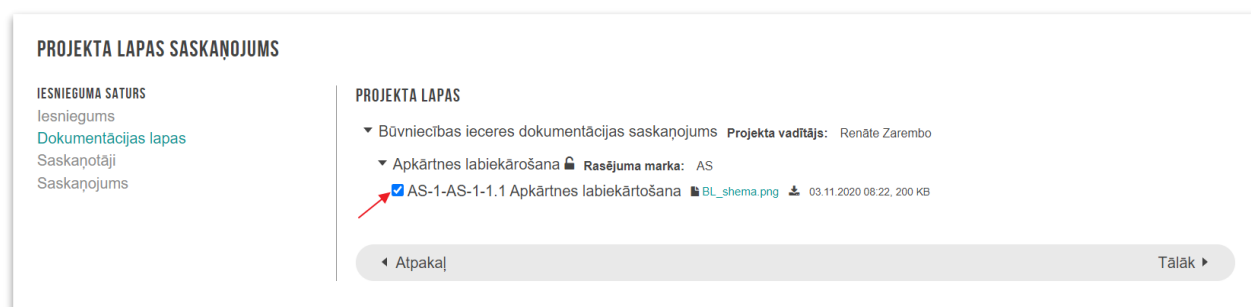 PROJEKTA LAPAS SASKAŅOJUMS
IESNIEGUMA SATURS
Iesniegums
Dokumentācijas lapas
Saskaņotāji
Saskaņojums
PROJEKTA LAPAS
Būvniecības ieceres dokumentācijas saskaņojums Projekta vadītājs: Renāte Zarembo
Apkārtnes labiekārošana Rasējuma marka: AS
AS-1-AS-1-1.1 Apkārtnes labiekārtošana BL_shema.png 03.11.2020 08:22, 200 KB
Atpakaļ Tālāk